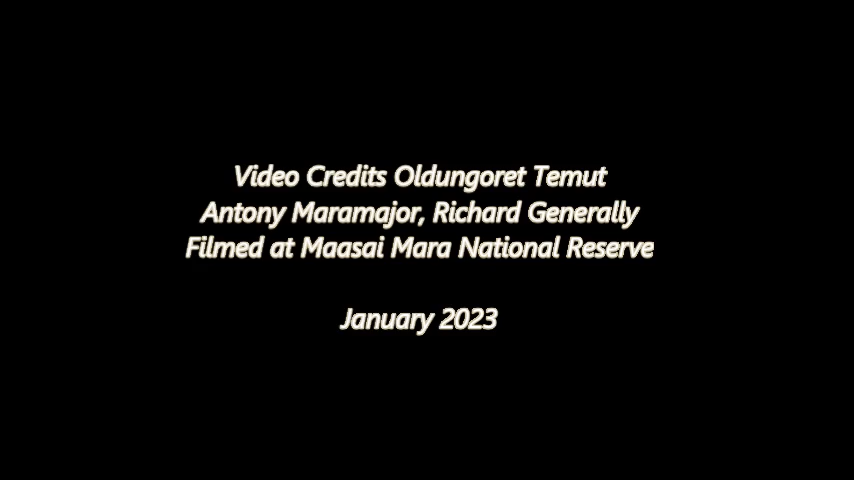 Video Credits Oldungoret Temut
Antony Maramajor, Richard Generally
Filmed at Maasai Mara National Reserve
January 2023